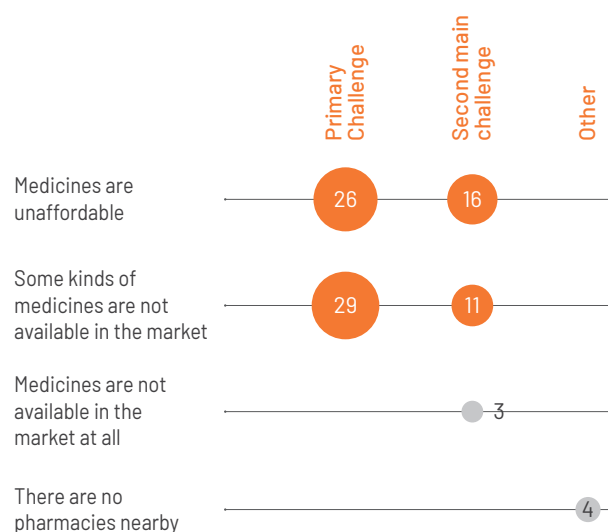 Primary
Challenge
Second main
challenge
Other
Medicines are
unaffordable
26
16
Some kinds of
medicines are not
available in the market
29
11
Medicines are not
available in the
market at all
3
There are no
pharmacies nearby
4